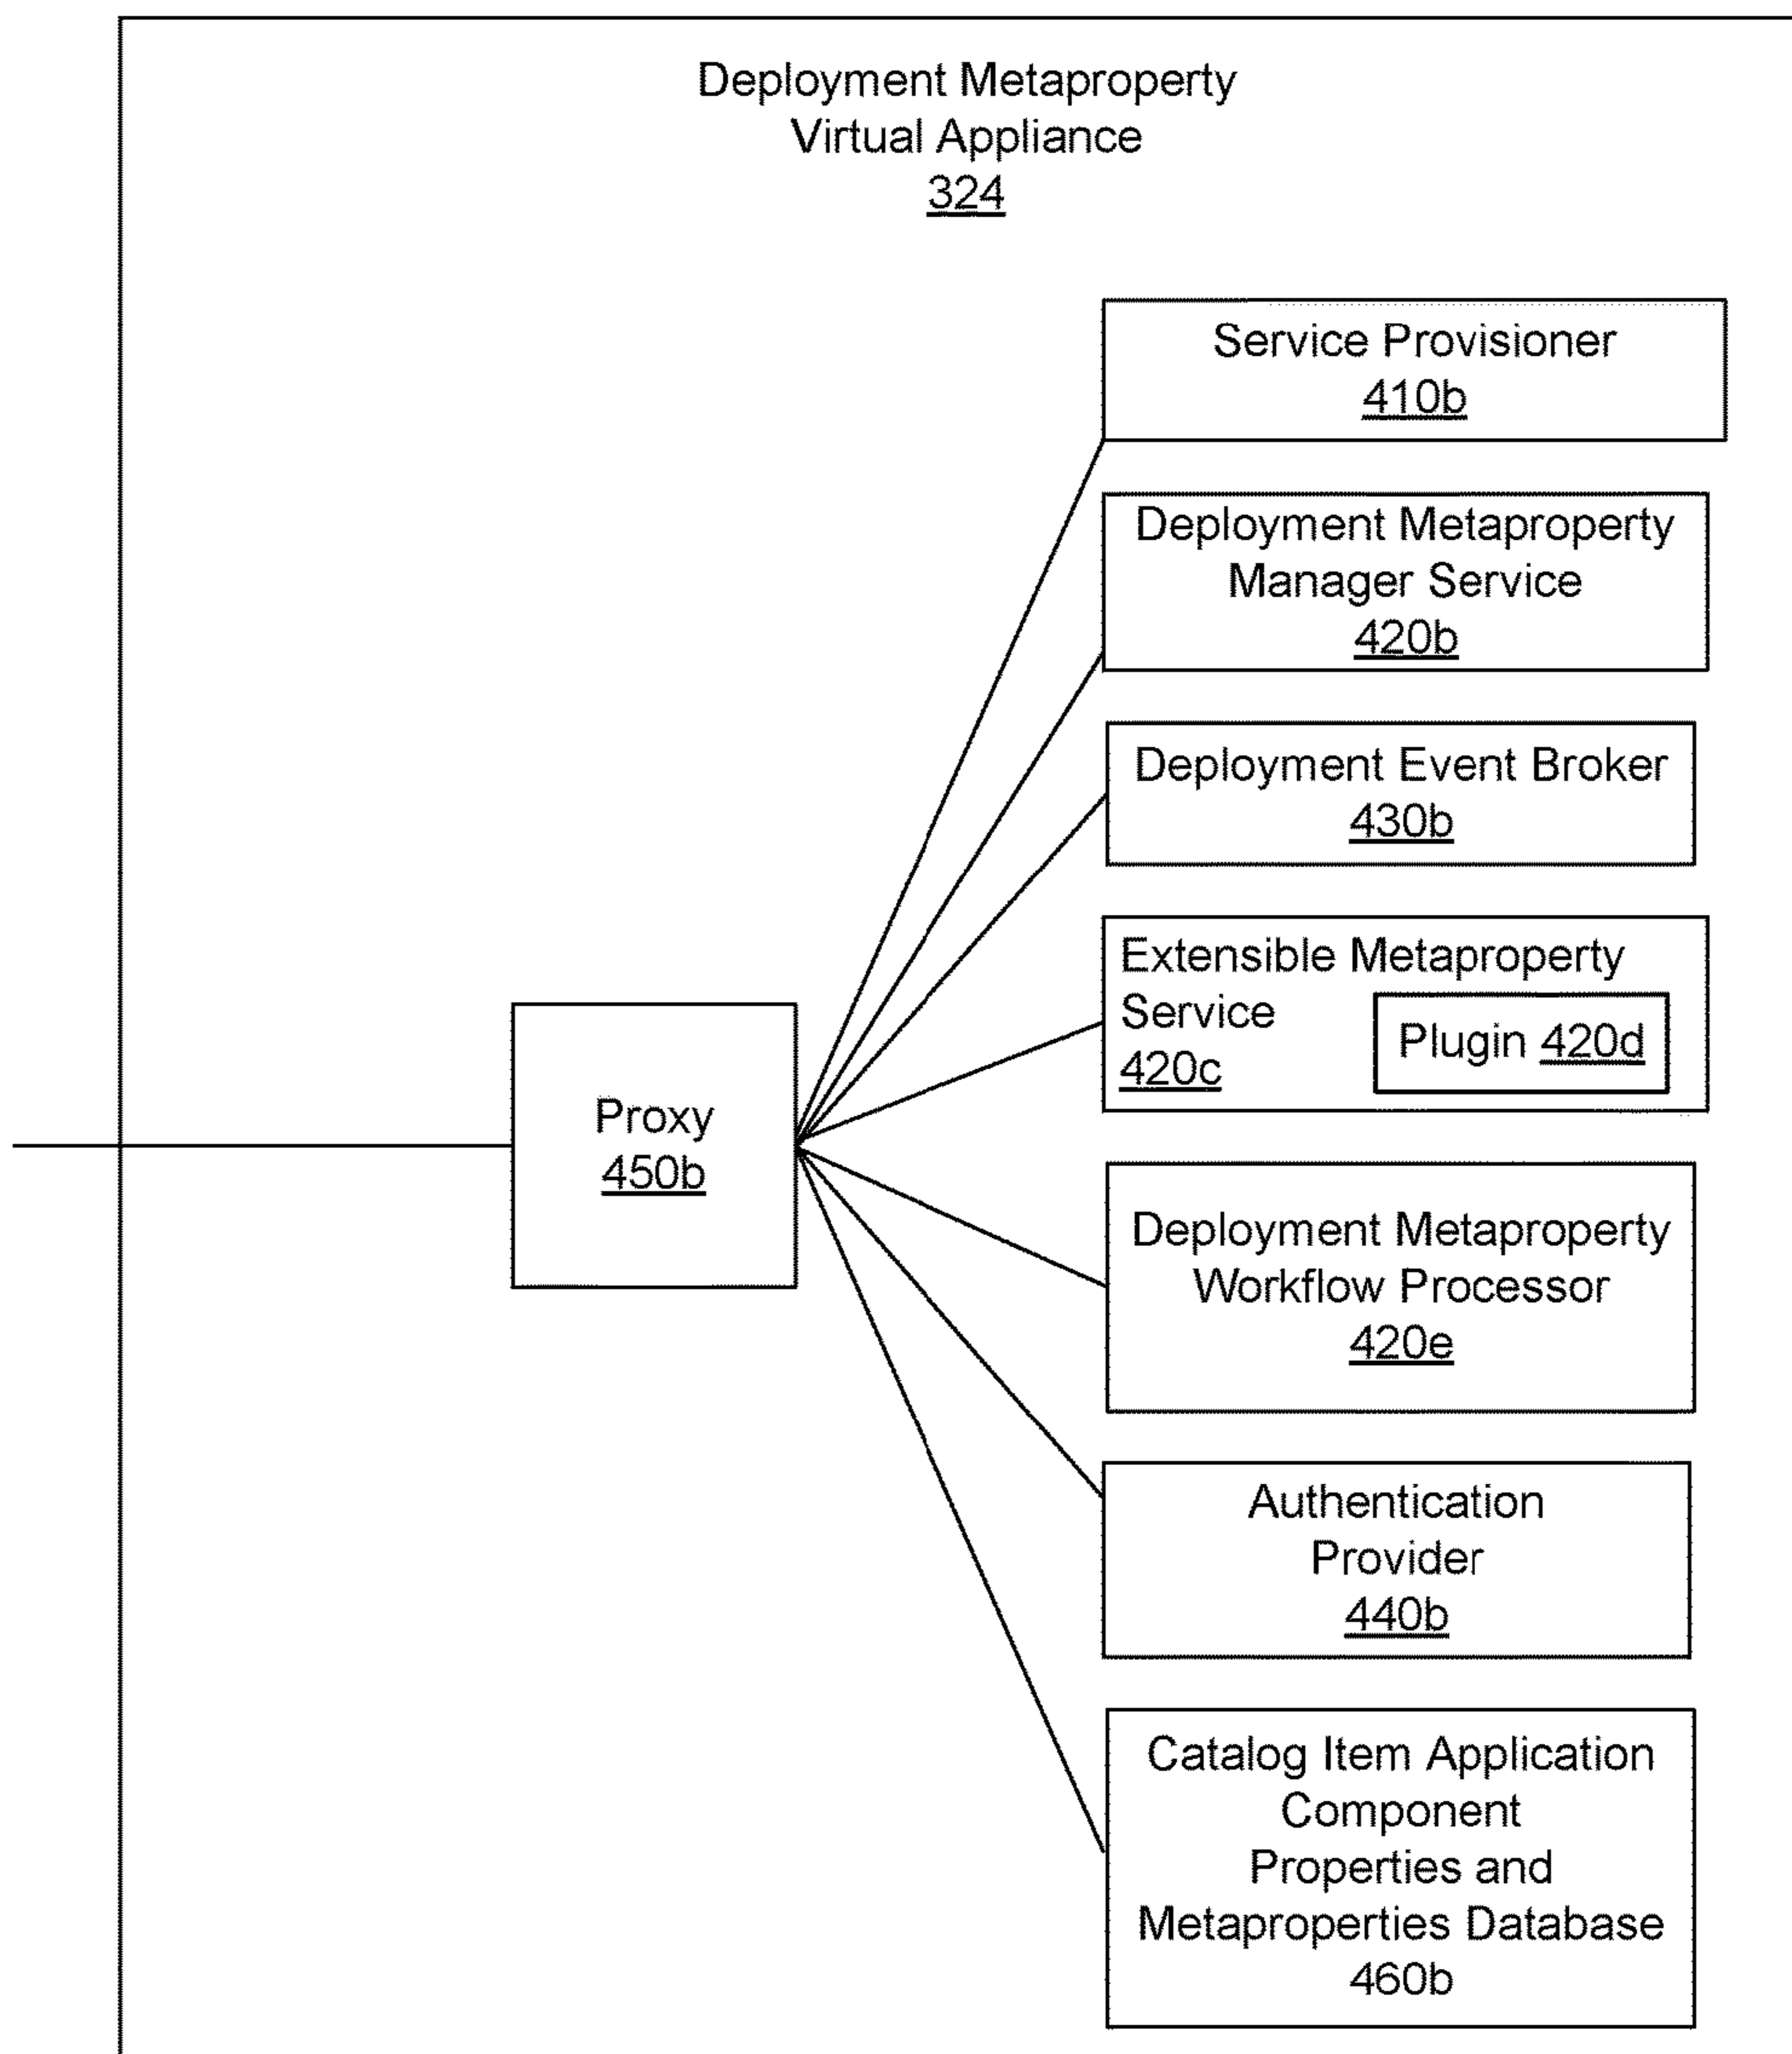 Deployment Metaproperty
Virtual Appliance
324
Service Provisioner
410b
Deployment Metaproperty
Manager Service
420b
Deployment Event Broker
430b
Extensible Metaproperty
Service
420c
Plugin 420d
Proxy
450b
Deployment Metaproperty
Workflow Processor
420e
Authentication
Provider
440b
Catalog Item Application
Component
Properties and
Metaproperties Database
460b